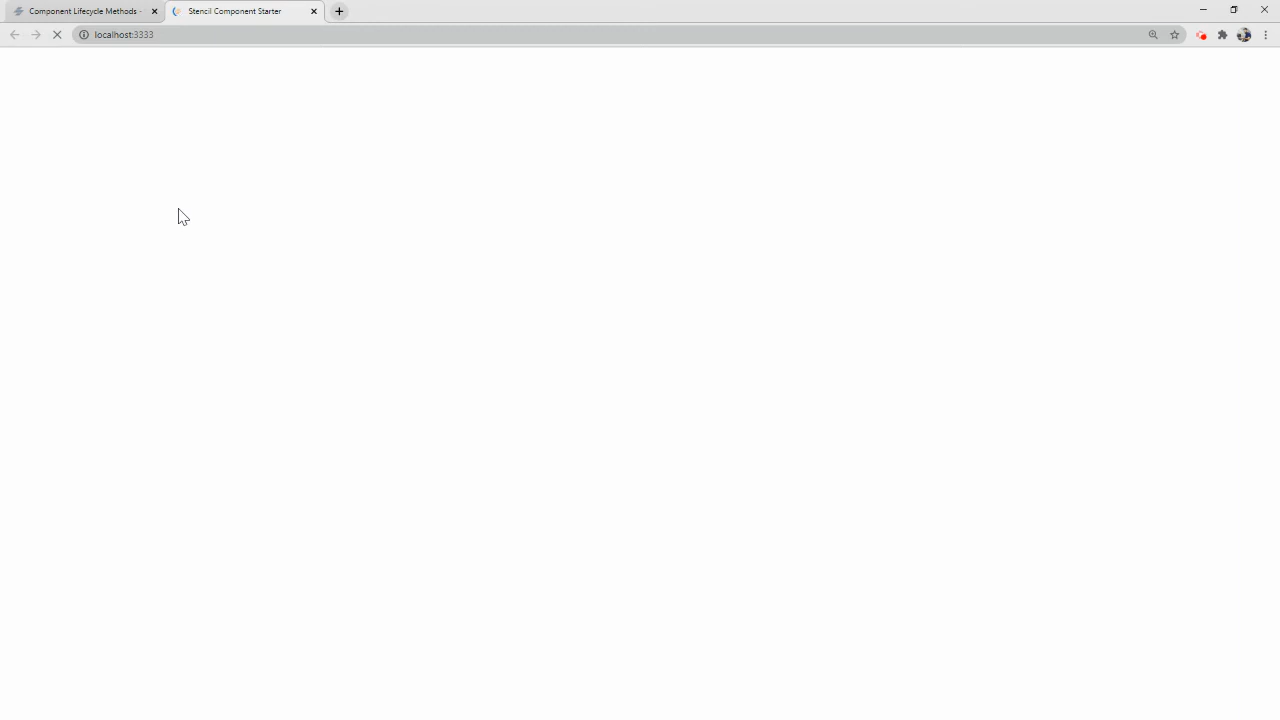 Component Lifecycle Methods -
Stencil Component Starter
localhost:3333